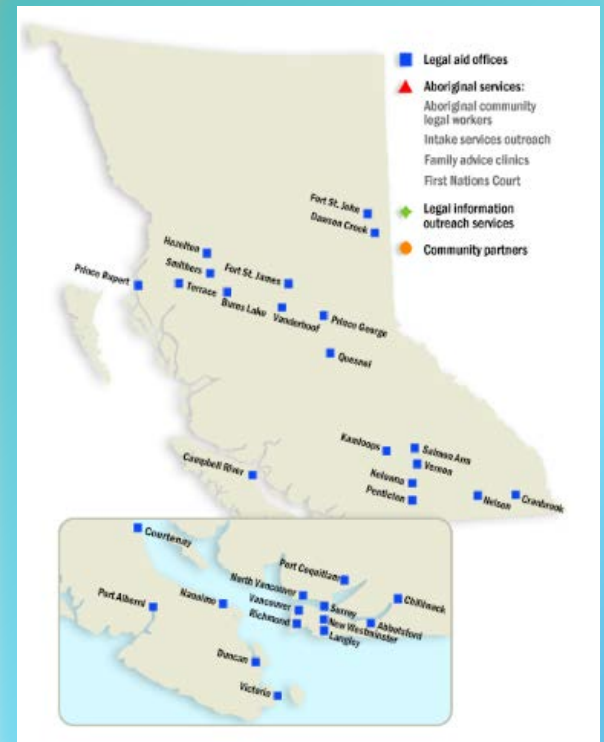 Legal aid offices
Aboriginal services:
Aboriginal community
legal workers
Intake services outreach
Family advice clinics
First Nations Court
Legal information
outreach services
Community partners
Fort St. John
Dawson Creek
Hazelton
Smithers
Fort St. James
Prince Rupert
Terrace
Burns Lake
Vanderhoof
Prince George
Quesnel
Kamloops
Salmon Arm
Vernon
Campbell River
Kelowna
Penticton
Nelson
Cranbrook
Courtenay
Port Coquitlam
North Vancouver
Chilliwack
Port Alberni
Nanaimo
Vancouver
Surrey
Richmond
New Westminster
Abbotsford
Langley
Duncan
Victoria